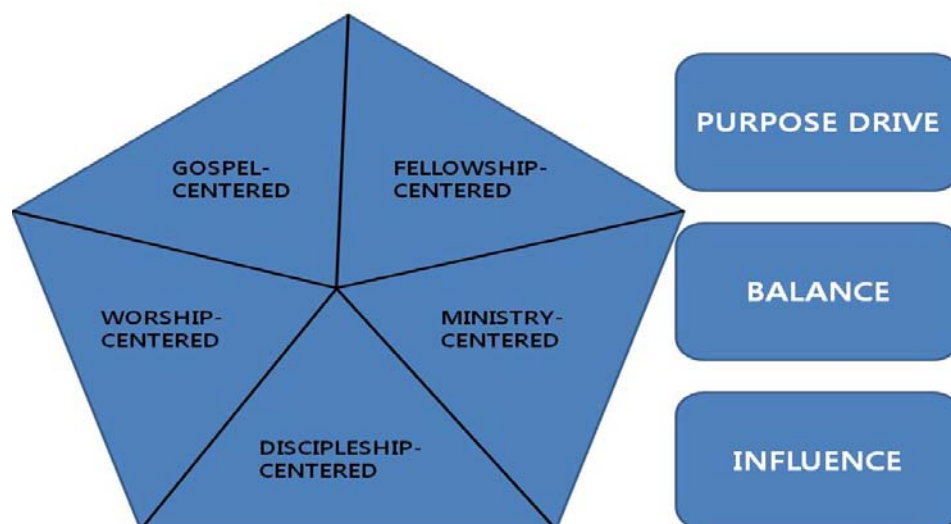 GOSPEL-
CENTERED
FELLOWSHIP-
CENTERED
WORSHIP-
CENTERED
MINISTRY-
CENTERED
DISCIPLESHIP-
CENTERED
PURPOSE DRIVE
BALANCE
INFLUENCE